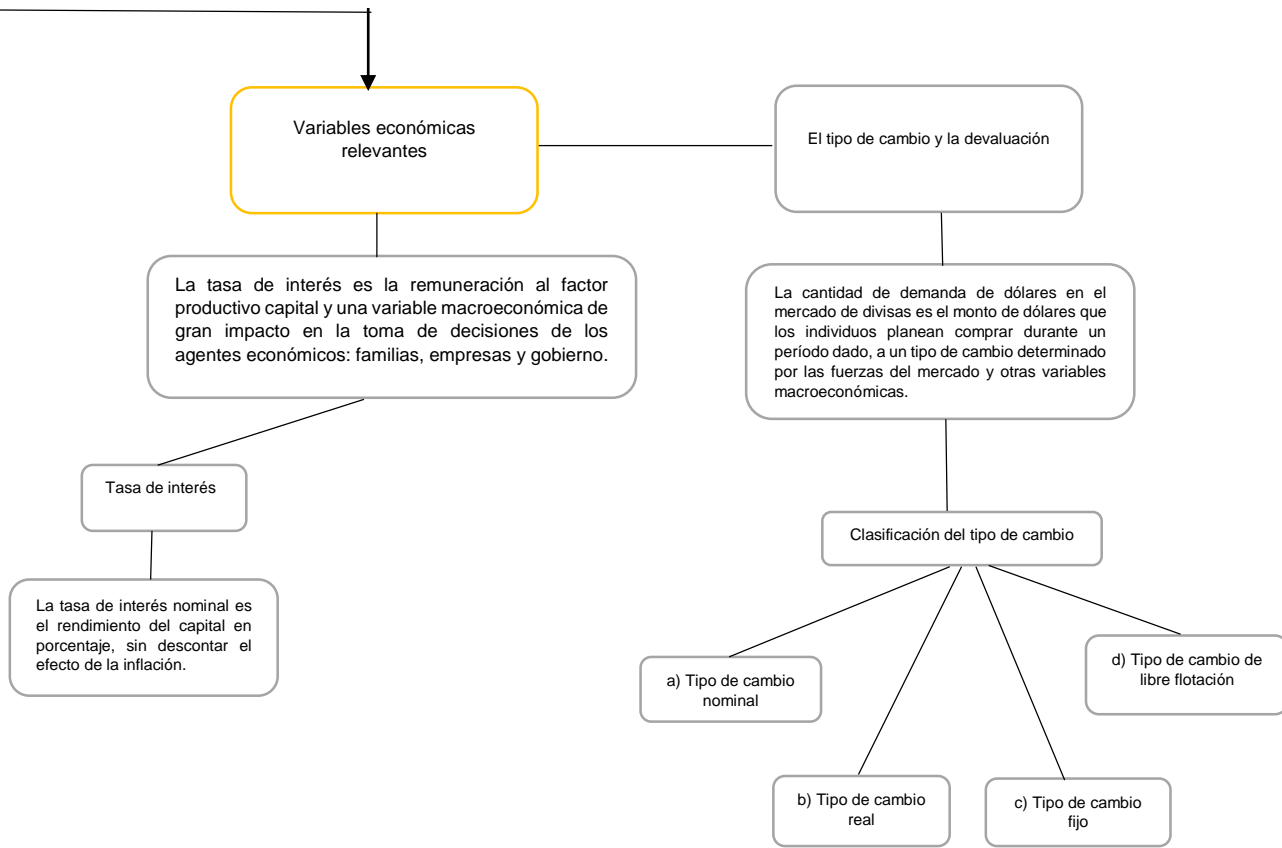 Variables económicas
relevantes
El tipo de cambio y la devaluación
La tasa de interés es la remuneración al factor
productivo capital y una variable macroeconómica de
gran impacto en la toma de decisiones de los
agentes económicos: familias, empresas y gobierno.
La cantidad de demanda de dólares en el
mercado de divisas es el monto de dólares que
los individuos planean comprar durante un
período dado, a un tipo de cambio determinado
por las fuerzas del mercado y otras variables
macroeconómicas.
Tasa de interés
La tasa de interés nominal es
el rendimiento del capital en
porcentaje, sin descontar el
efecto de la inflación.
Clasificación del tipo de cambio
a) Tipo de cambio
nominal
b) Tipo de cambio
real
c) Tipo de cambio
fijo
d) Tipo de cambio de
libre flotación